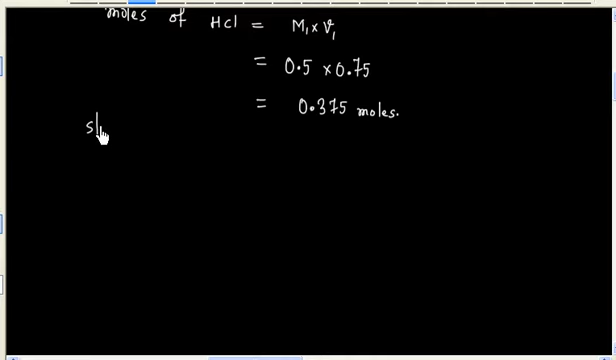 moles of HCl = M₁ x V₁
= 0.5 x 0.75
= 0.375 moles.